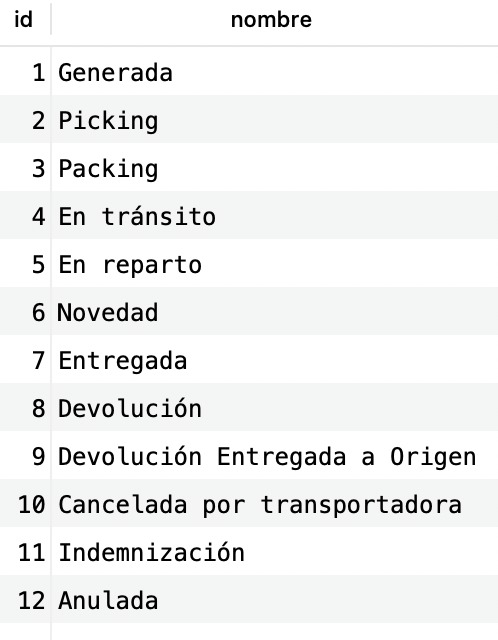 id nombre
1 Generada
2 Picking
3 Packing
4 En tránsito
5 En reparto
6 Novedad
7 Entregada
8 Devolución
9 Devolución Entregada a Origen
10 Cancelada por transportadora
11 Indemnización
12 Anulada